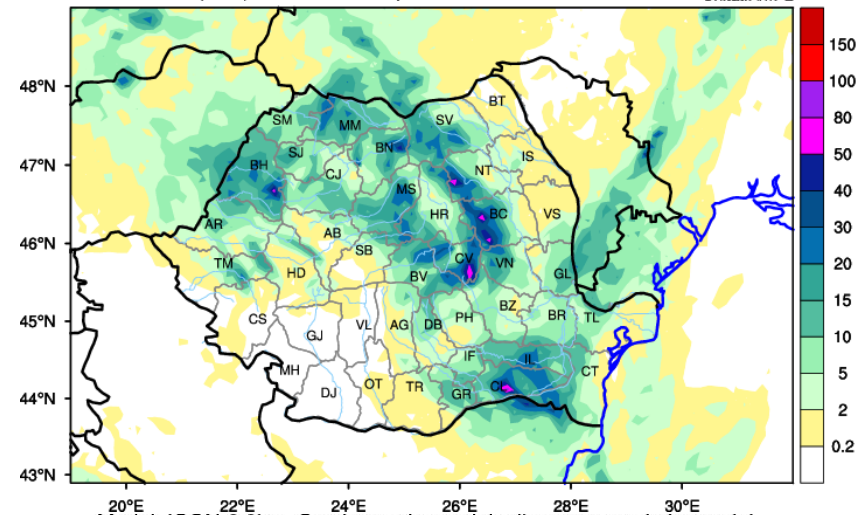 48°N
47°N
46°N
45°N
44°N
43°N
20°E 22°E 24°E 26°E 28°E 30°E
BT
SM MM SV
BH SJ BN IS
CJ NT
MS
AR HR BC VS
AB
SB
TM HD CV VN
BV GL
CS GJ VL AG DB PH BZ BR TL
IF IL
MH CT
DJ OT TR GR CL
150
100
80
50
40
30
20
15
10
5
2
0.2